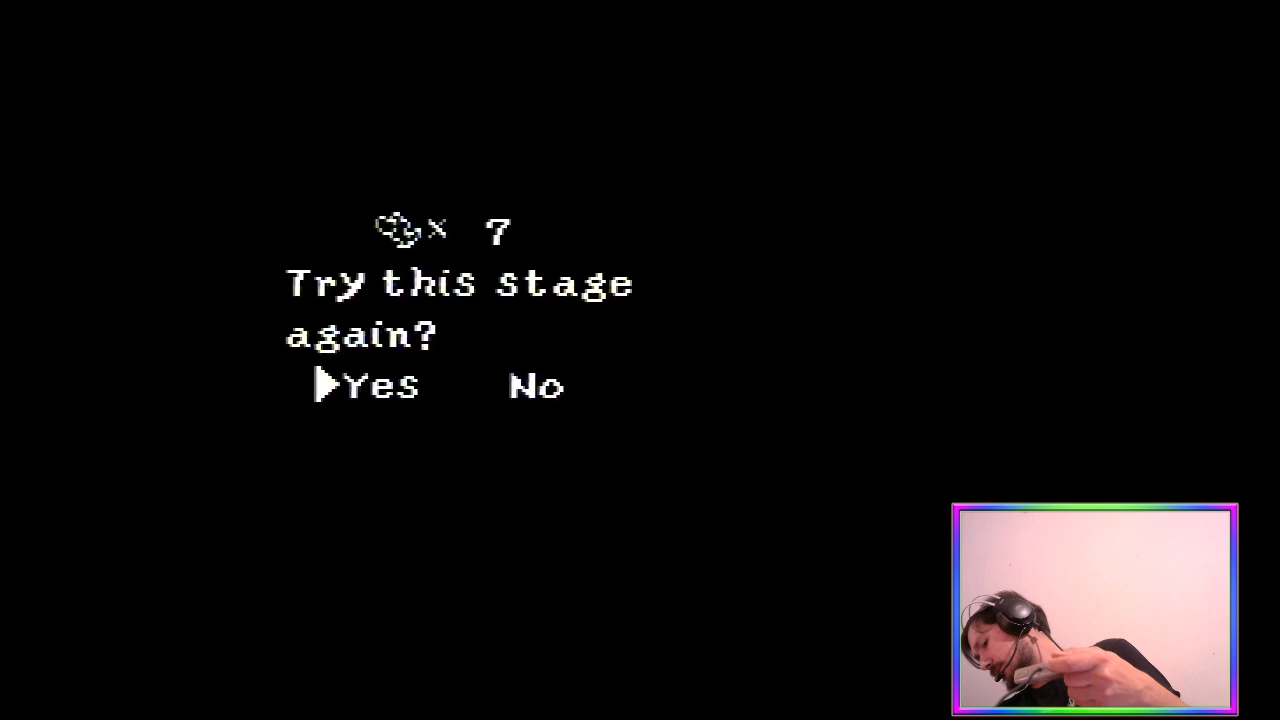 × 7
Try this stage
again?
▶Yes No